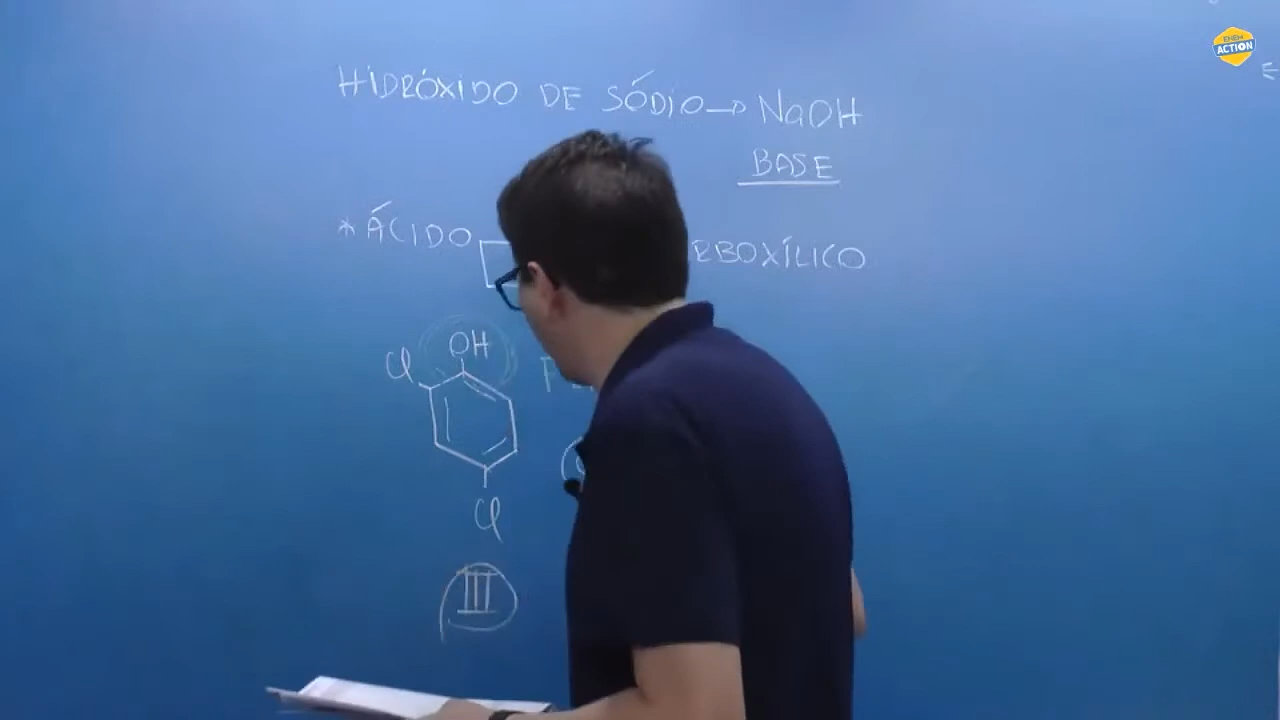 ENEM
ACTION
HIDRÓXIDO DE SÓDIO → NaOH
BASE
* ÁCIDO
RBOXÍLICO
OH
Cl
F
Cl
III